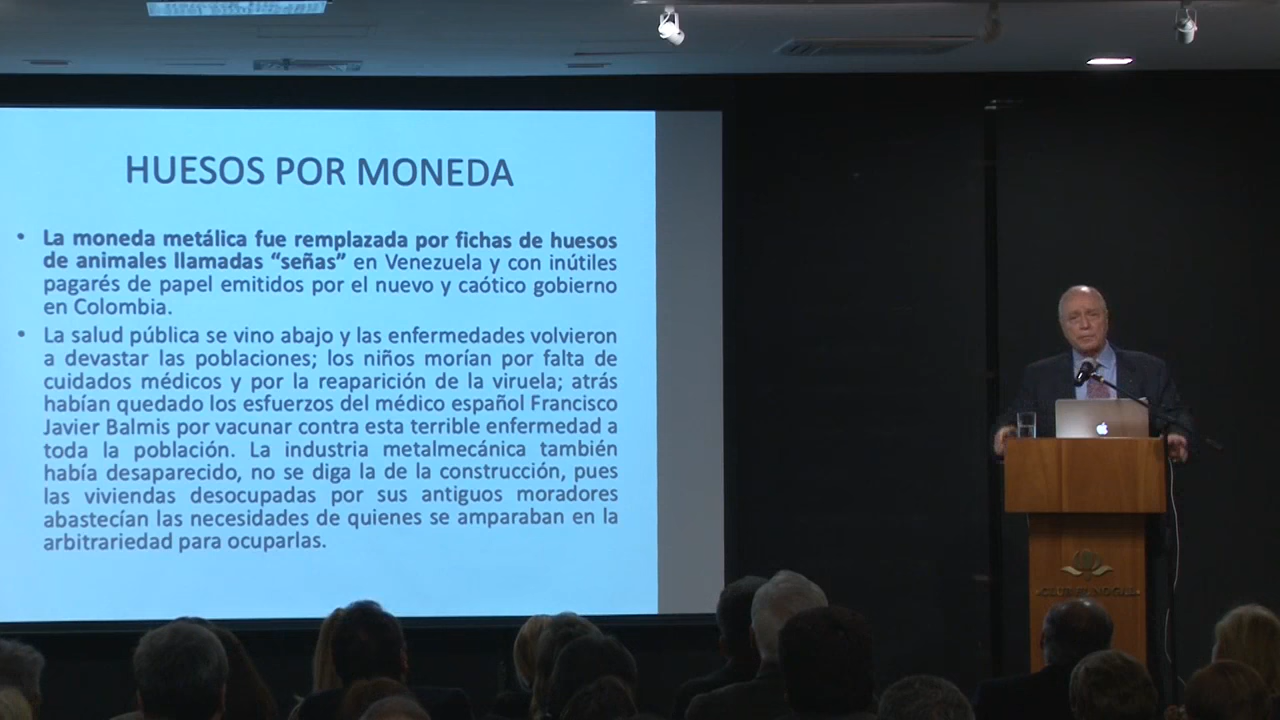 HUESOS POR MONEDA
• La moneda metálica fue remplazada por fichas de huesos
de animales llamadas “señas” en Venezuela y con inútiles
pagarés de papel emitidos por el nuevo y caótico gobierno
en Colombia.
• La salud pública se vino abajo y las enfermedades volvieron
a devastar las poblaciones; los niños morían por falta de
cuidados médicos y por la reaparición de la viruela; atrás
habían quedado los esfuerzos del médico español Francisco
Javier Balmis por vacunar contra esta terrible enfermedad a
toda la población. La industria metalmecánica también
había desaparecido, no se diga la de la construcción, pues
las viviendas desocupadas por sus antiguos moradores
abastecían las necesidades de quienes se amparaban en la
arbitrariedad para ocuparlas.